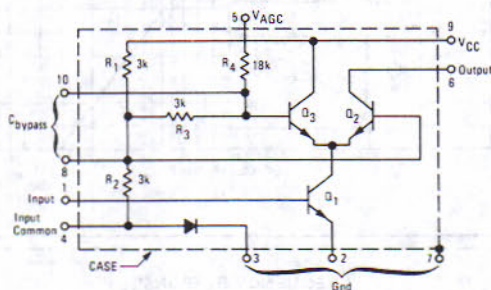 5 VAGC
9
VCC
R1 3k
R4 18k
Output
6
10
3k
R3
Q3
Q2
Cbypass
8
R2 3k
1
Input
Q1
Input
Common
4
CASE
3
2
7
Gnd